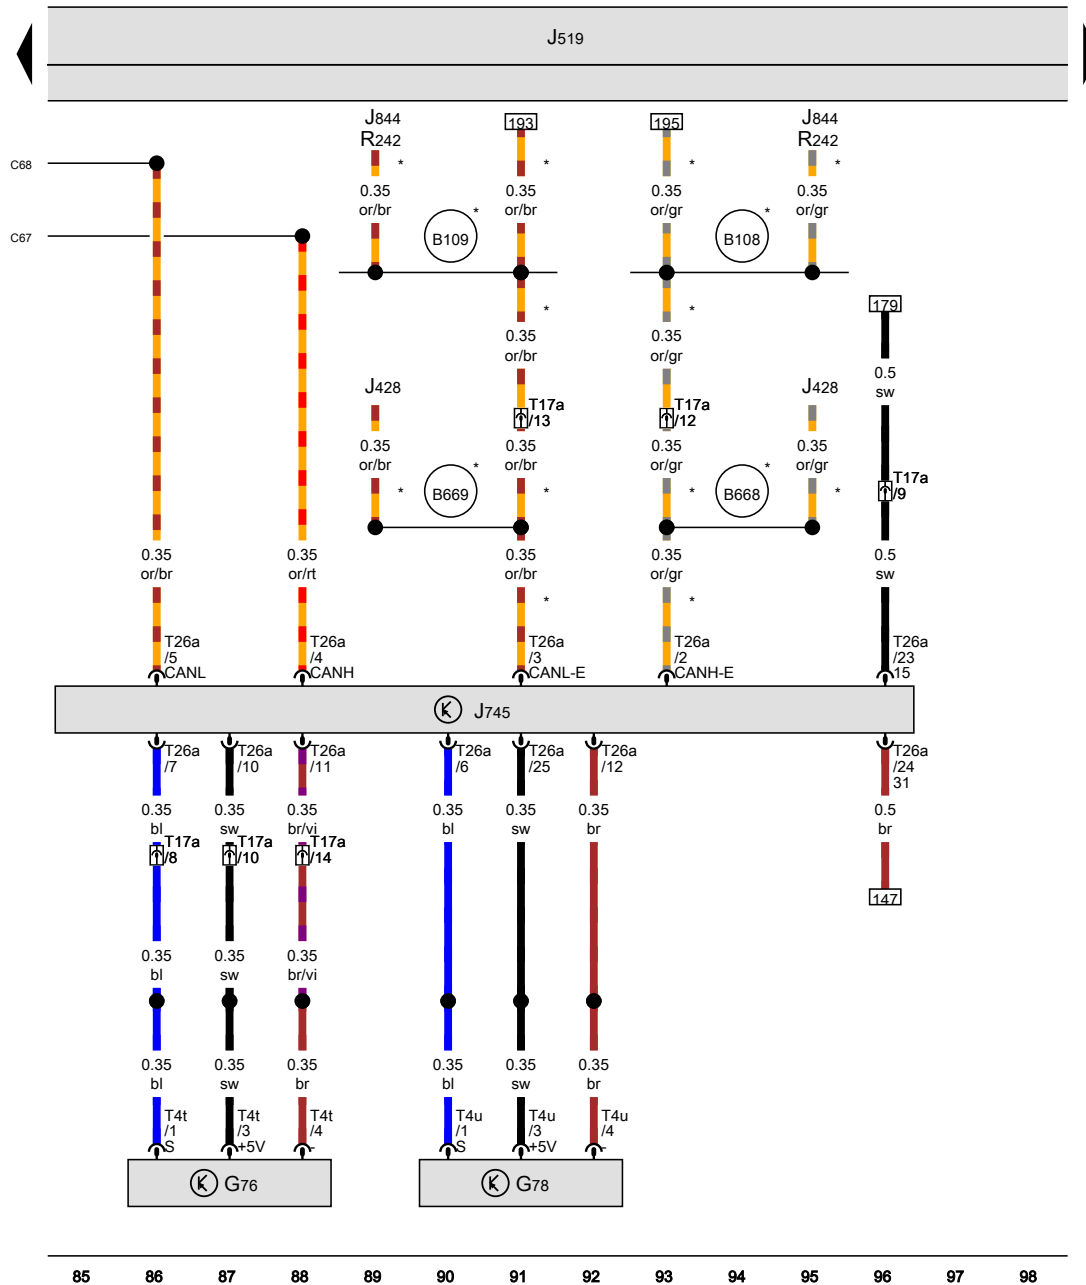 J519
J844
R242
193
195
J844
R242
C68
*
*
*
*
0.35
or/br
0.35
or/br
0.35
or/gr
0.35
or/gr
B109
*
B108
*
C67
*
*
179
0.35
or/br
0.35
or/gr
0.5
sw
J428
T17a
/13
T17a
/12
J428
0.35
or/br
0.35
or/br
0.35
or/gr
0.35
or/gr
T17a
/9
*
B669
*
*
*
B668
*
*
0.35
or/br
0.35
or/rt
0.35
or/br
0.35
or/gr
0.5
sw
*
*
T26a
/5
CANL
T26a
/4
CANH
T26a
/3
CANL-E
T26a
/2
CANH-E
T26a
/23
15
J745
T26a
/7
T26a
/10
T26a
/11
T26a
/6
T26a
/25
T26a
/12
T26a
/24
31
0.35
bl
0.35
sw
0.35
br/vi
0.35
bl
0.35
sw
0.35
br
0.5
br
T17a
/8
T17a
/10
T17a
/14
147
0.35
bl
0.35
sw
0.35
br/vi
0.35
bl
0.35
sw
0.35
br
0.35
bl
0.35
sw
0.35
br
T4t
/1
S
T4t
/3
+5V
T4t
/4
-
T4u
/1
S
T4u
/3
+5V
T4u
/4
-
G76
G78
85 86 87 88 89 90 91 92 93 94 95 96 97 98